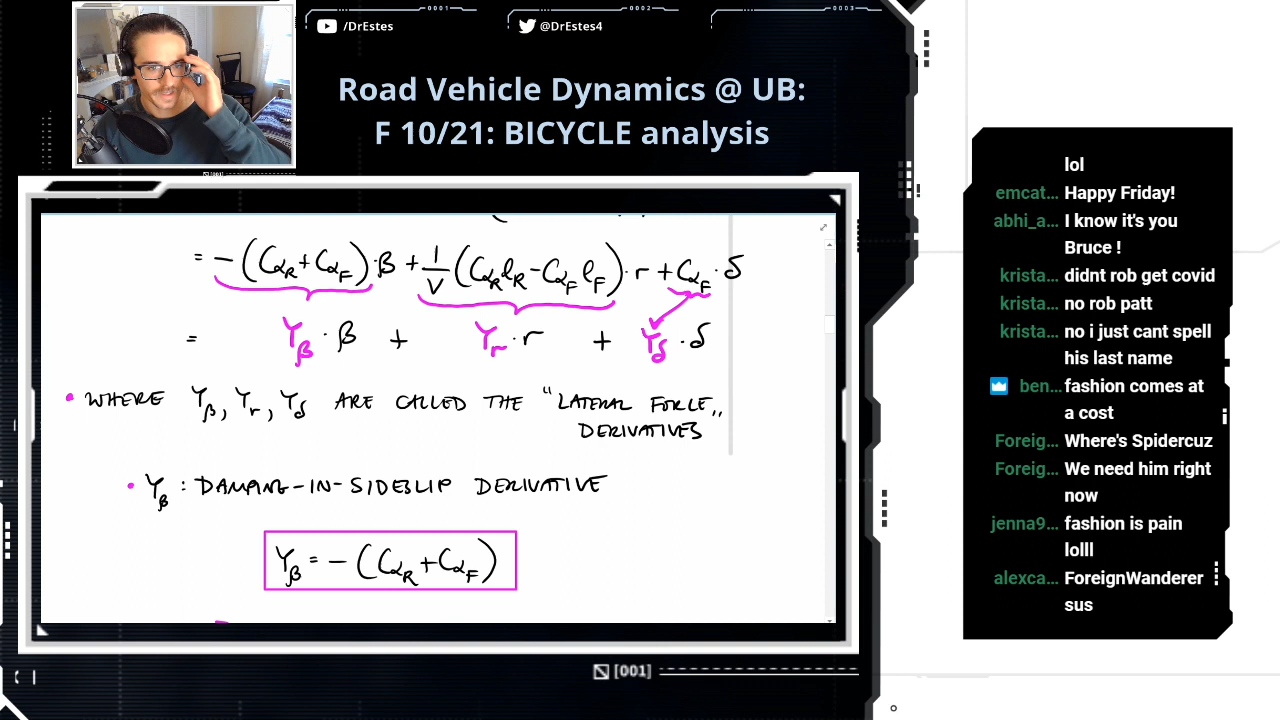 0001
0002
0003
/DrEstes
@DrEstes4
Road Vehicle Dynamics @ UB:
F 10/21: BICYCLE analysis
[001]
= -(CαR+CαF)·β + 1/V (CαR lR - CαF lF)·r + CαF·δ
= Yβ·β + Yr·r + Yδ·δ
• WHERE Yβ, Yr, Yδ ARE CALLED THE "LATERAL FORCE
DERIVATIVES"
• Yβ: DAMPING-IN-SIDESLIP DERIVATIVE
Yβ = -(CαR+CαF)
[001]
lol
emcat... Happy Friday!
abhi_a... I know it's you
Bruce !
krista... didnt rob get covid
krista... no rob patt
krista... no i just cant spell
his last name
ben... fashion comes at
a cost
Foreig... Where's Spidercuz
Foreig... We need him right
now
jenna9... fashion is pain
lolll
alexca... ForeignWanderer
sus